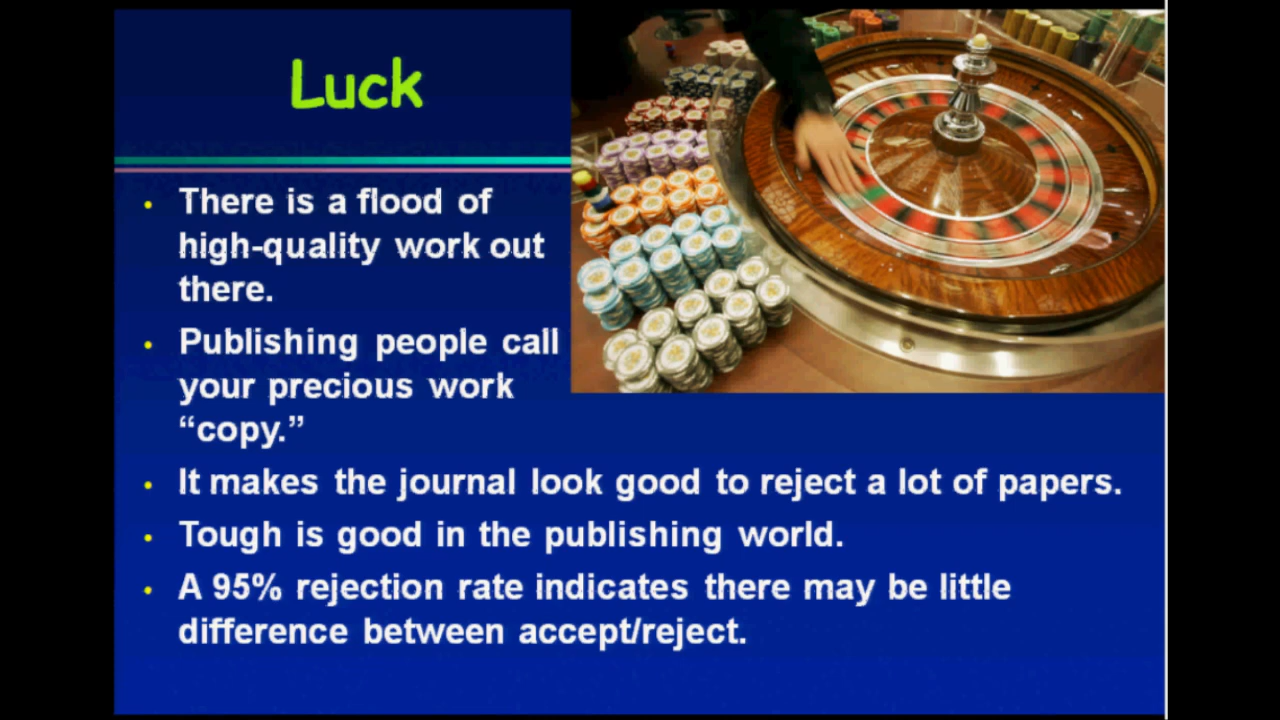 Luck
There is a flood of
high-quality work out
there.
Publishing people call
your precious work
“copy.”
It makes the journal look good to reject a lot of papers.
Tough is good in the publishing world.
A 95% rejection rate indicates there may be little
difference between accept/reject.